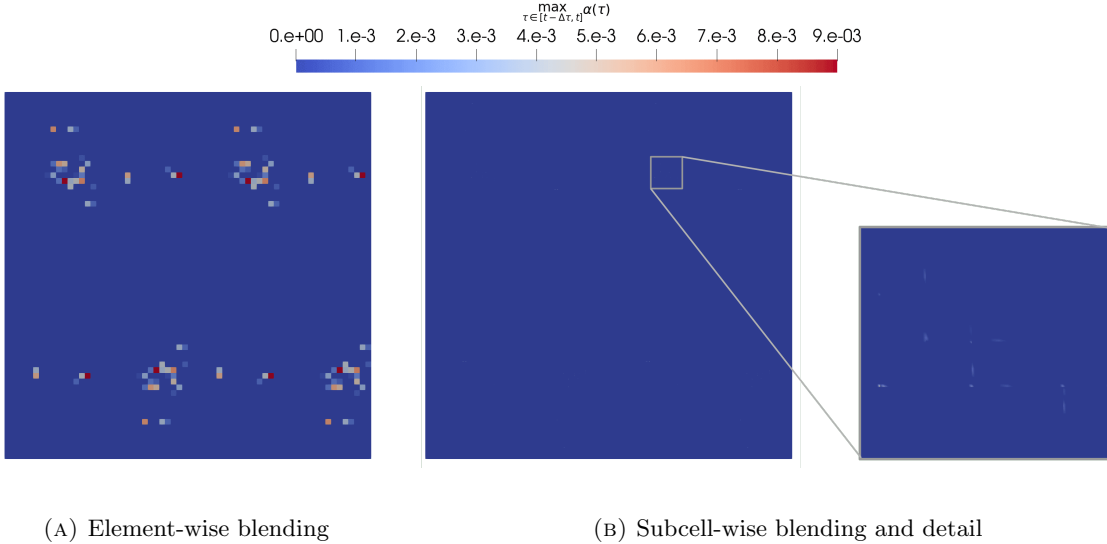 max α(τ)
τ∈[t−Δτ,t]
0.e+00 1.e-3 2.e-3 3.e-3 4.e-3 5.e-3 6.e-3 7.e-3 8.e-3 9.e-03
(A) Element-wise blending
(B) Subcell-wise blending and detail